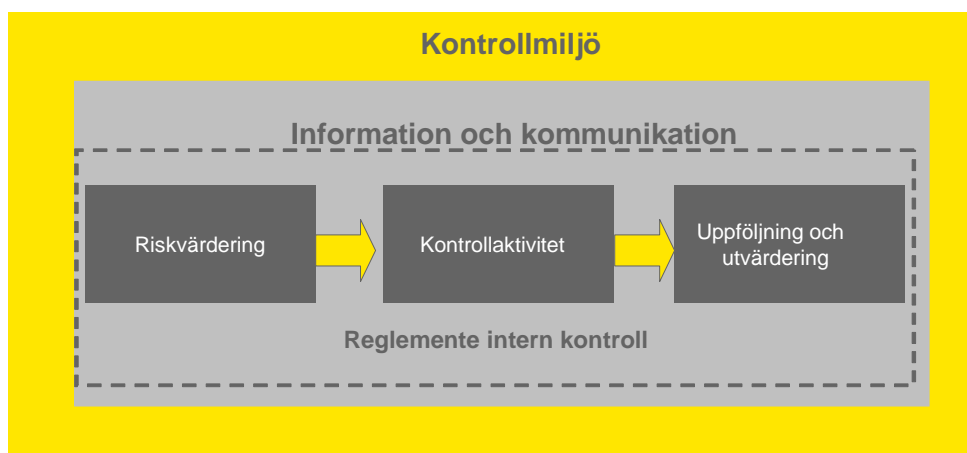 Kontrollmiljö
Information och kommunikation
Riskvärdering
Kontrollaktivitet
Uppföljning och
utvärdering
Reglemente intern kontroll